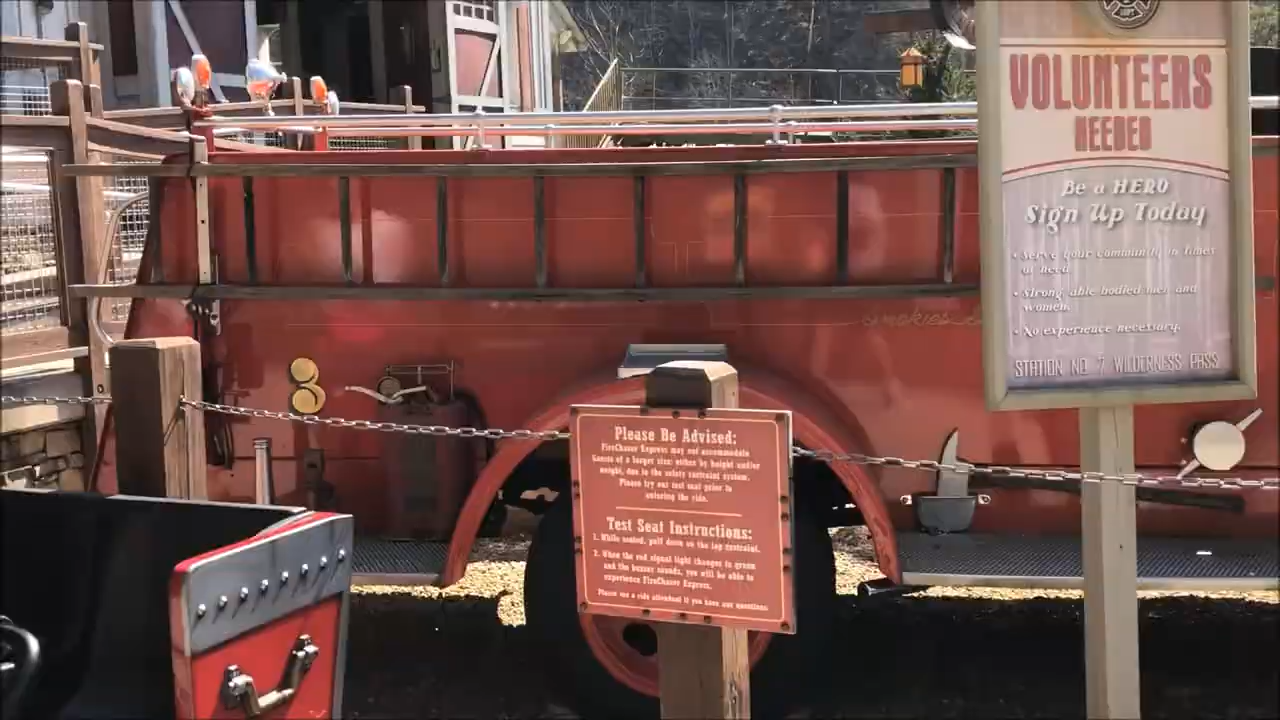 VOLUNTEERS
NEEDED
Be a HERO
Sign Up Today
• Serve your community in times
of need
• Strong able bodied men and
women.
• No experience necessary.
STATION NO 7 WILDERNESS PASS
smokies
Please Be Advised:
FireChaser Express may not accommodate
Guests of a larger size; either by height and/or
weight, due to the safety restraint system.
Please try our test seat prior to
entering the ride.
Test Seat Instructions:
1. While seated, pull down on the lap restraint.
2. When the red signal light changes to green
and the buzzer sounds, you will be able to
experience FireChaser Express.
Please see a ride attendant if you have any questions.